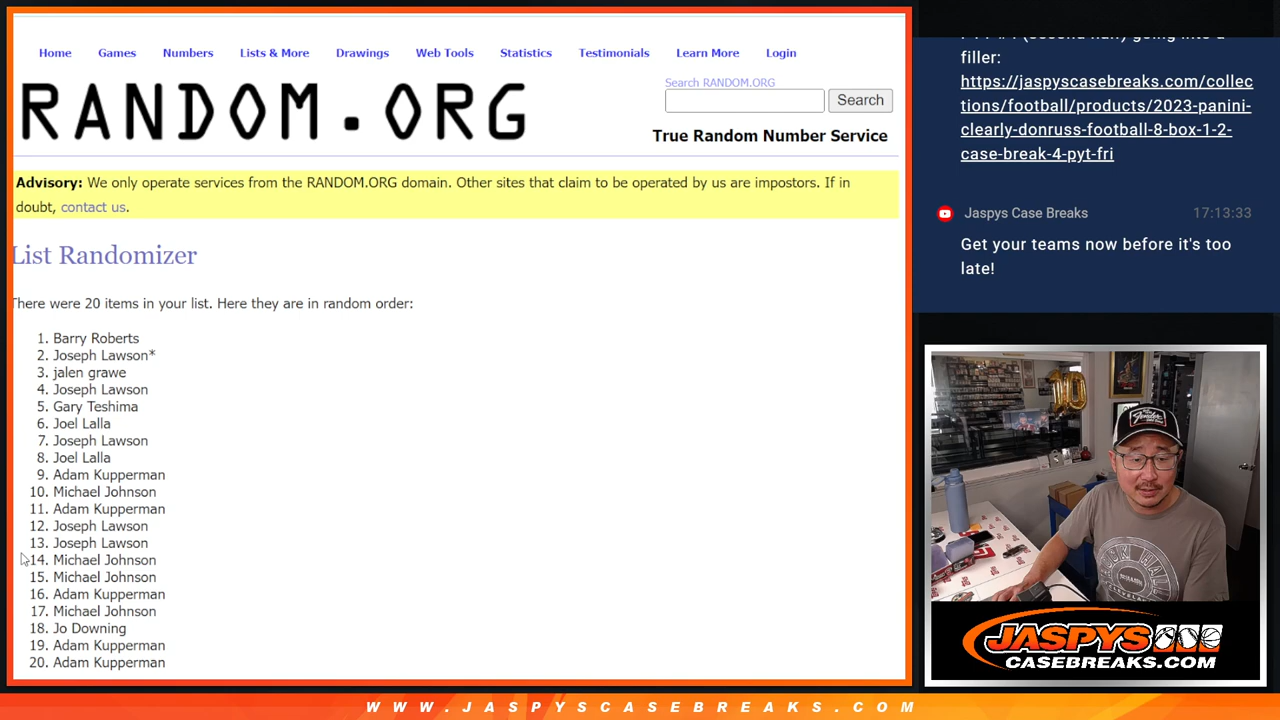 Home Games Numbers Lists & More Drawings Web Tools Statistics Testimonials Learn More Login
RANDOM.ORG
Search RANDOM.ORG
Search
True Random Number Service
Advisory: We only operate services from the RANDOM.ORG domain. Other sites that claim to be operated by us are impostors. If in
doubt, contact us.
List Randomizer
There were 20 items in your list. Here they are in random order:
1. Barry Roberts
2. Joseph Lawson*
3. jalen grawe
4. Joseph Lawson
5. Gary Teshima
6. Joel Lalla
7. Joseph Lawson
8. Joel Lalla
9. Adam Kupperman
10. Michael Johnson
11. Adam Kupperman
12. Joseph Lawson
13. Joseph Lawson
14. Michael Johnson
15. Michael Johnson
16. Adam Kupperman
17. Michael Johnson
18. Jo Downing
19. Adam Kupperman
20. Adam Kupperman
filler:
https://jaspyscasebreaks.com/collec
tions/football/products/2023-panini-
clearly-donruss-football-8-box-1-2-
case-break-4-pyt-fri
Jaspys Case Breaks 17:13:33
Get your teams now before it's too
late!
10
Fender
JASPYS
CASEBREAKS.COM
WWW.JASPYSCASEBREAKS.COM